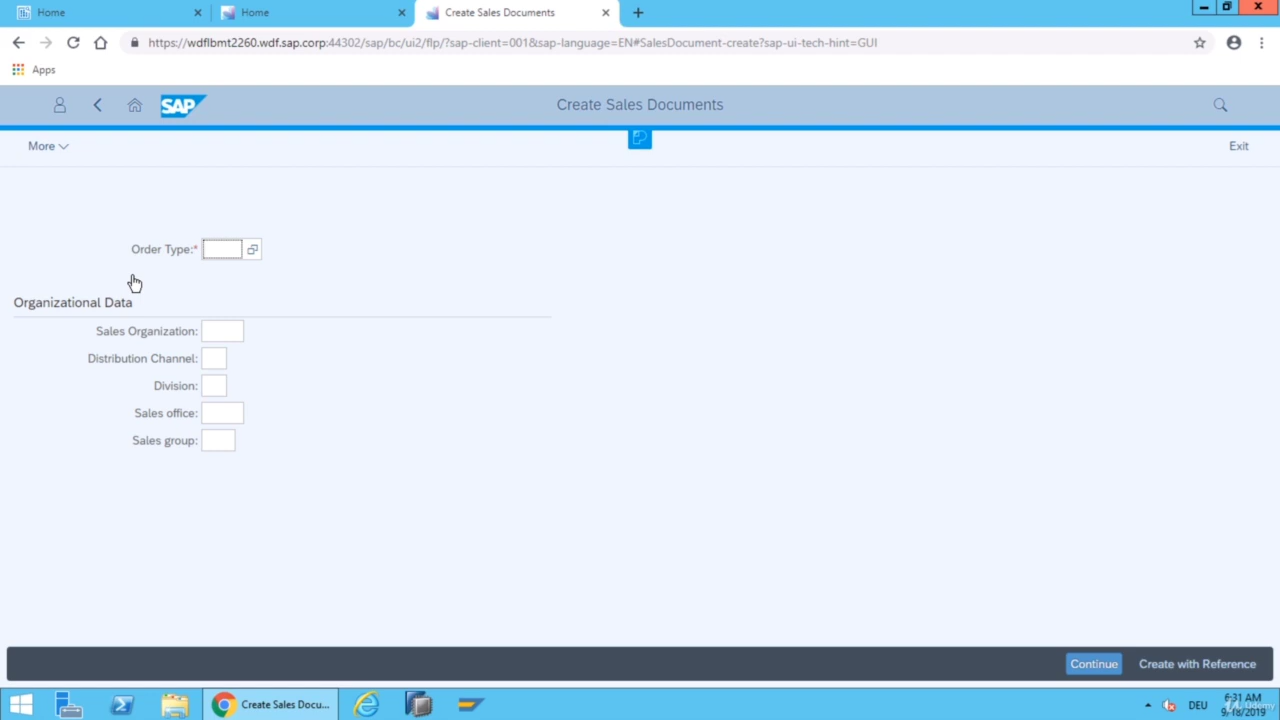 Home
Home
Create Sales Documents
https://wdflbmt2260.wdf.sap.corp:44302/sap/bc/ui2/flp/?sap-client=001&sap-language=EN#SalesDocument-create?sap-ui-tech-hint=GUI
Apps
SAP
Create Sales Documents
More
Exit
Order Type:*
Organizational Data
Sales Organization:
Distribution Channel:
Division:
Sales office:
Sales group:
Continue
Create with Reference
Create Sales Docu...
DEU
6:31 AM
9/18/2019
Udemy